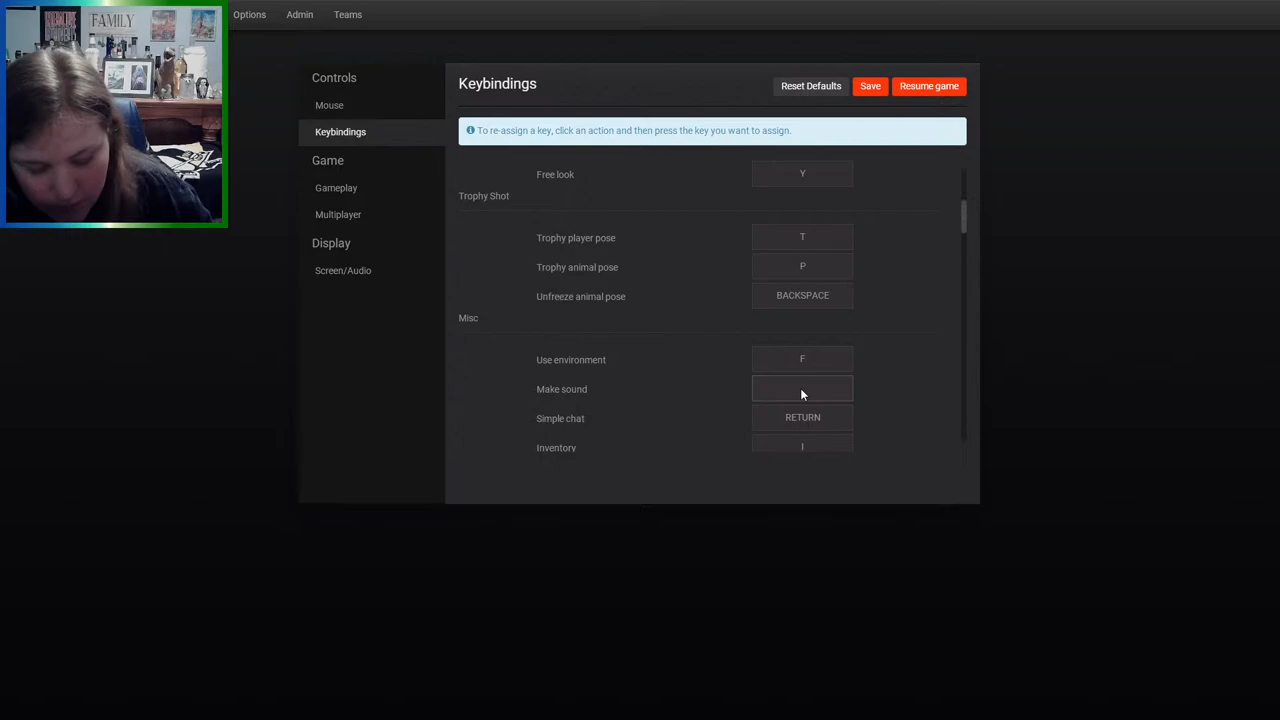 Options Admin Teams
FAMILY
Controls
Mouse
Keybindings
Game
Gameplay
Multiplayer
Display
Screen/Audio
Keybindings
Reset Defaults Save Resume game
To re-assign a key, click an action and then press the key you want to assign.
Free look Y
Trophy Shot
Trophy player pose T
Trophy animal pose P
Unfreeze animal pose BACKSPACE
Misc
Use environment F
Make sound
Simple chat RETURN
Inventory I